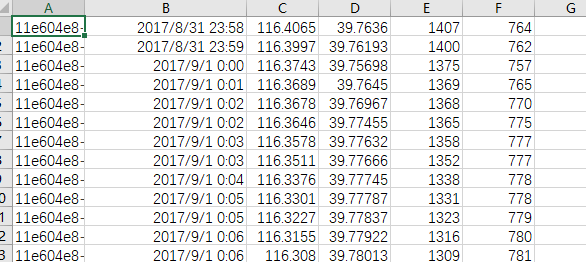 A B C D E F G
11e604e8- 2017/8/31 23:58 116.4065 39.7636 1407 764
2 11e604e8- 2017/8/31 23:59 116.3997 39.76193 1400 762
3 11e604e8- 2017/9/1 0:00 116.3743 39.75698 1375 757
11e604e8- 2017/9/1 0:01 116.3689 39.7645 1369 765
5 11e604e8- 2017/9/1 0:02 116.3678 39.76967 1368 770
11e604e8- 2017/9/1 0:02 116.3646 39.77455 1365 775
11e604e8- 2017/9/1 0:03 116.3578 39.77632 1358 777
11e604e8- 2017/9/1 0:03 116.3511 39.77666 1352 777
11e604e8- 2017/9/1 0:04 116.3376 39.77745 1338 778
0 11e604e8- 2017/9/1 0:05 116.3301 39.77787 1331 778
1 11e604e8- 2017/9/1 0:05 116.3227 39.77837 1323 779
2 11e604e8- 2017/9/1 0:06 116.3155 39.77922 1316 780
3 11e604e8- 2017/9/1 0:06 116.308 39.78013 1309 781